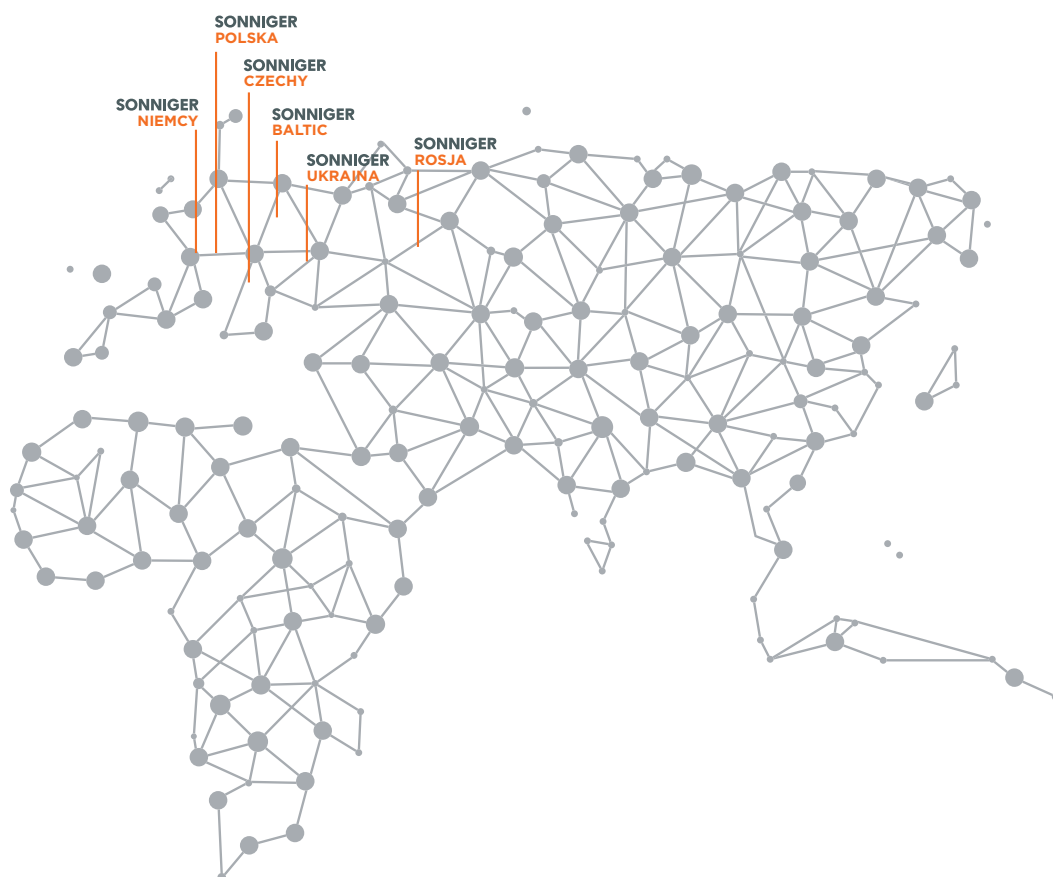 SONNIGER
POLSKA
SONNIGER
CZECHY
SONNIGER
NIEMCY
SONNIGER
BALTIC
SONNIGER
ROSJA
SONNIGER
UKRAINA